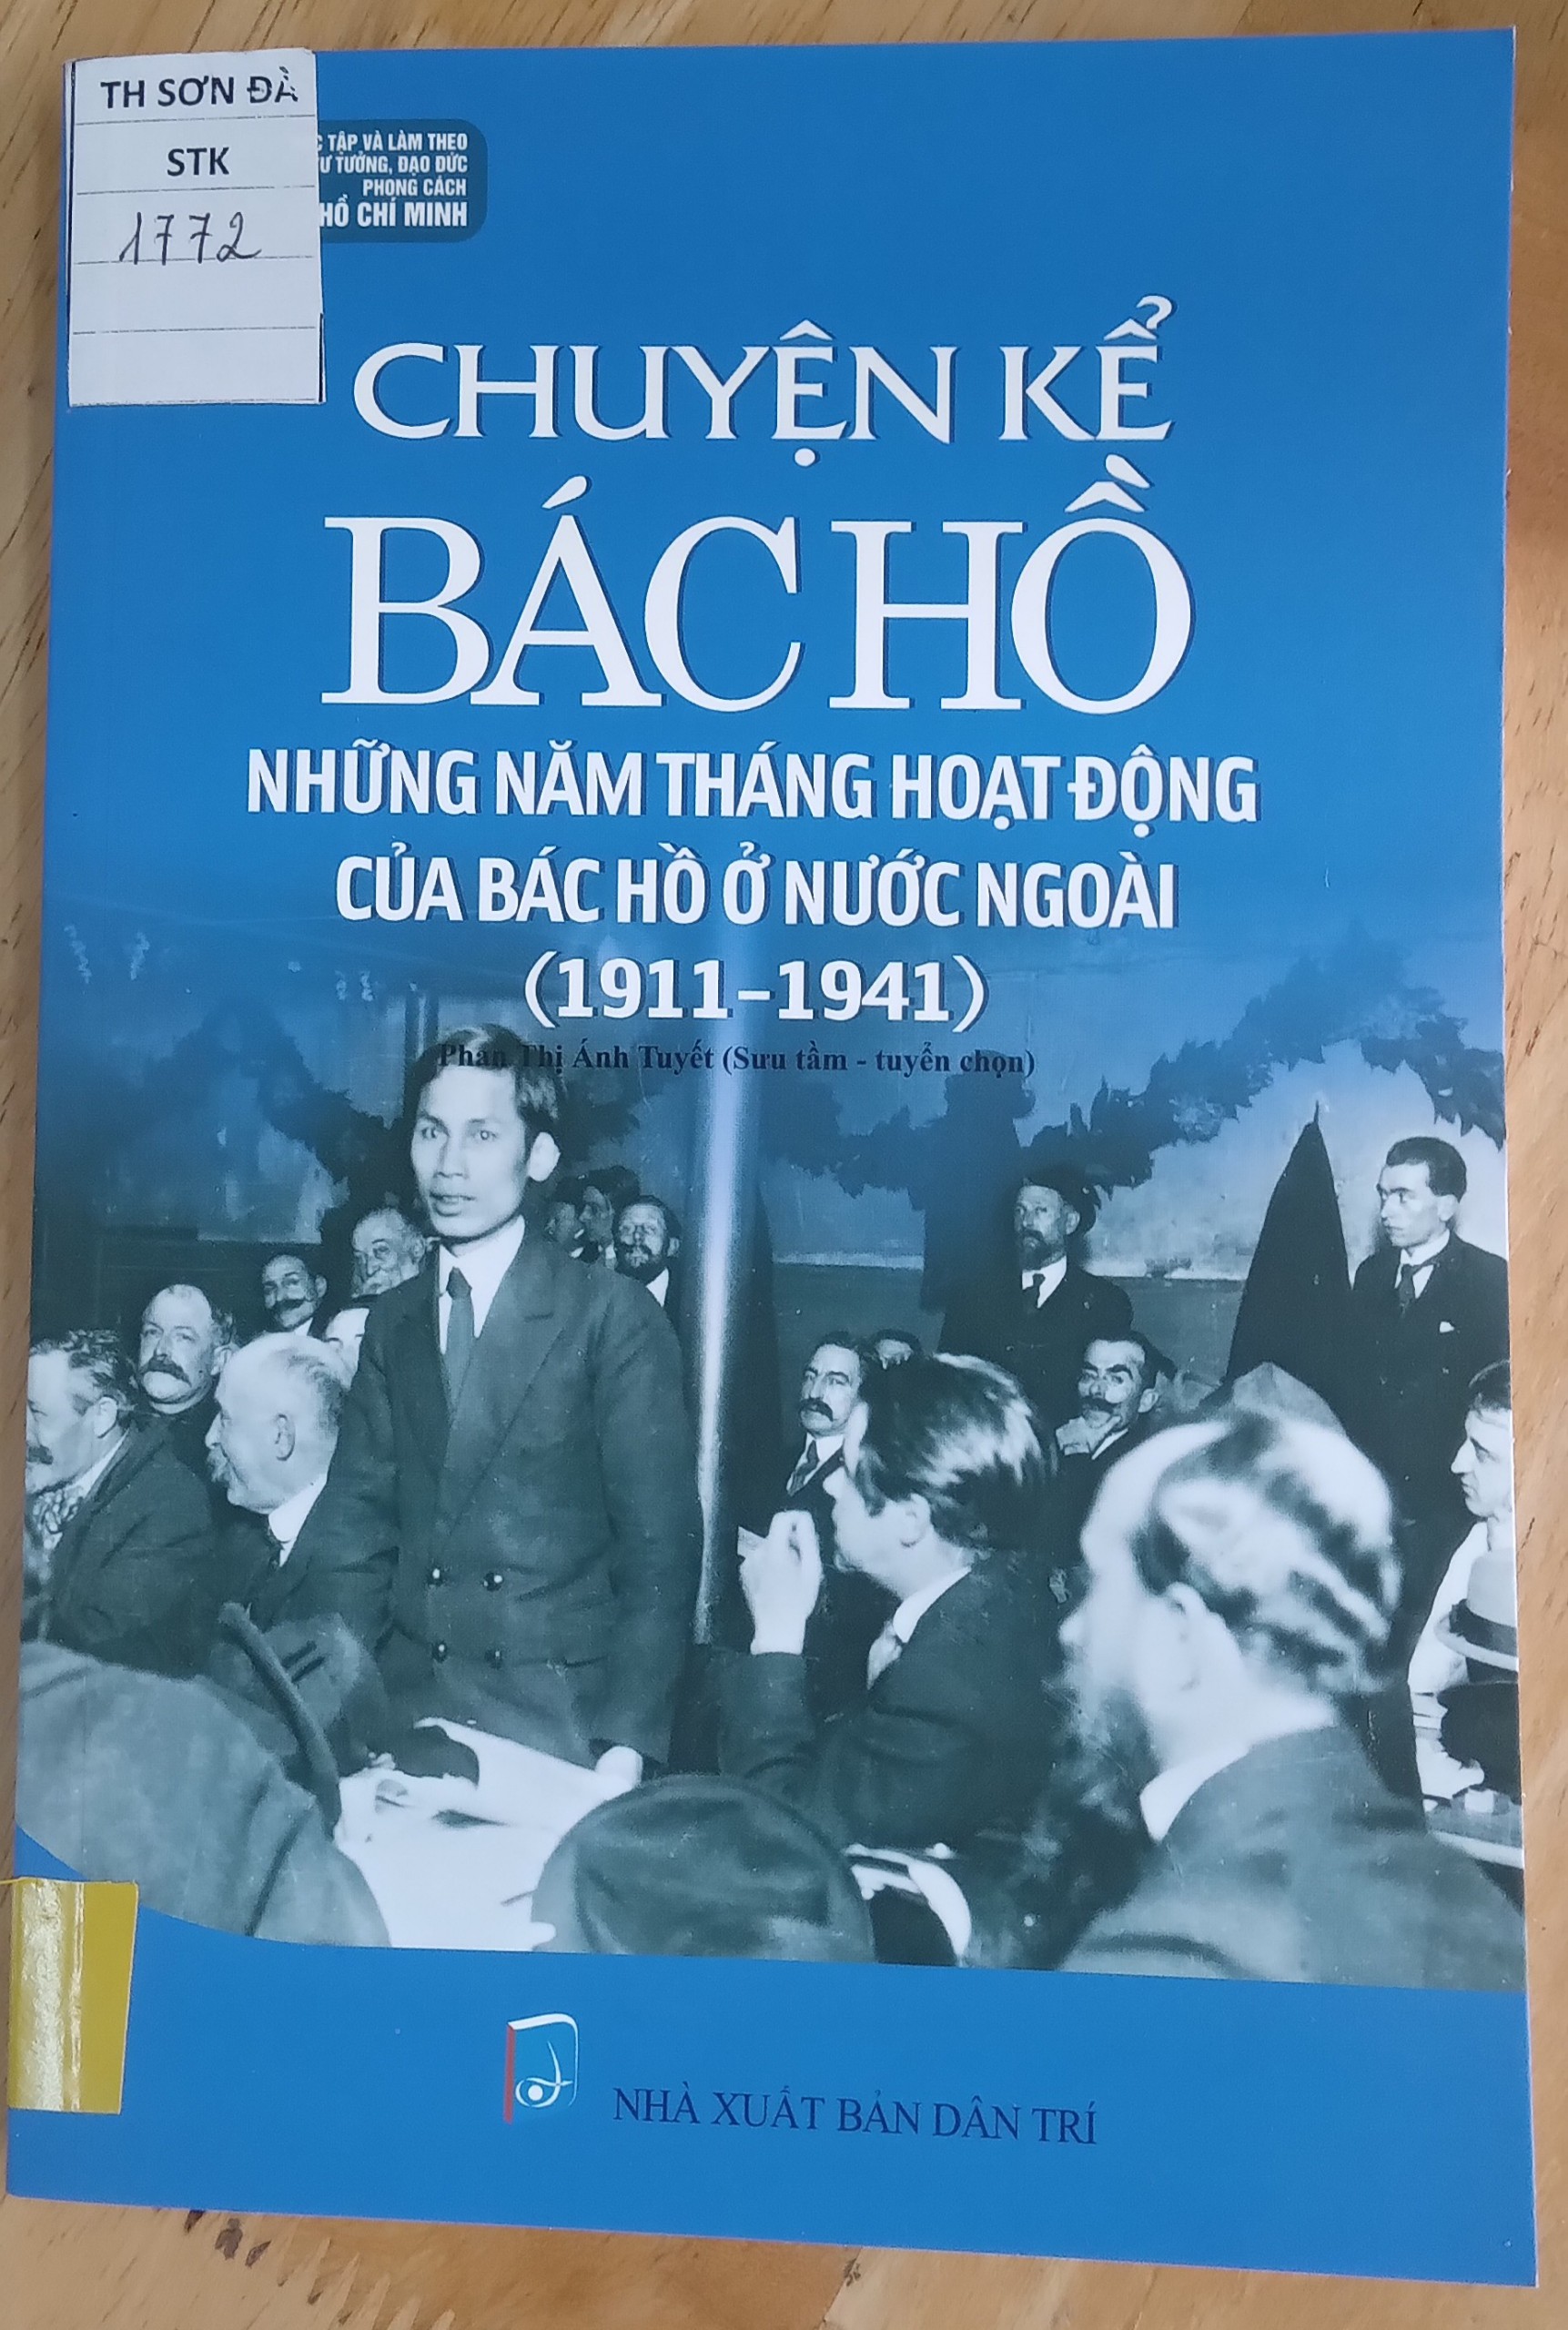 TH SƠN ĐÀ
STK
1772
TẬP VÀ LÀM THEO
TƯỞNG, ĐẠO ĐỨC
PHONG CÁCH
HỒ CHÍ MINH
CHUYỆN KỂ
BÁC HỒ
NHỮNG NĂM THÁNG HOẠT ĐỘNG
CỦA BÁC HỒ Ở NƯỚC NGOÀI
(1911-1941)
Phan Thị Ánh Tuyết (Sưu tầm - tuyển chọn)
NHÀ XUẤT BẢN DÂN TRÍ